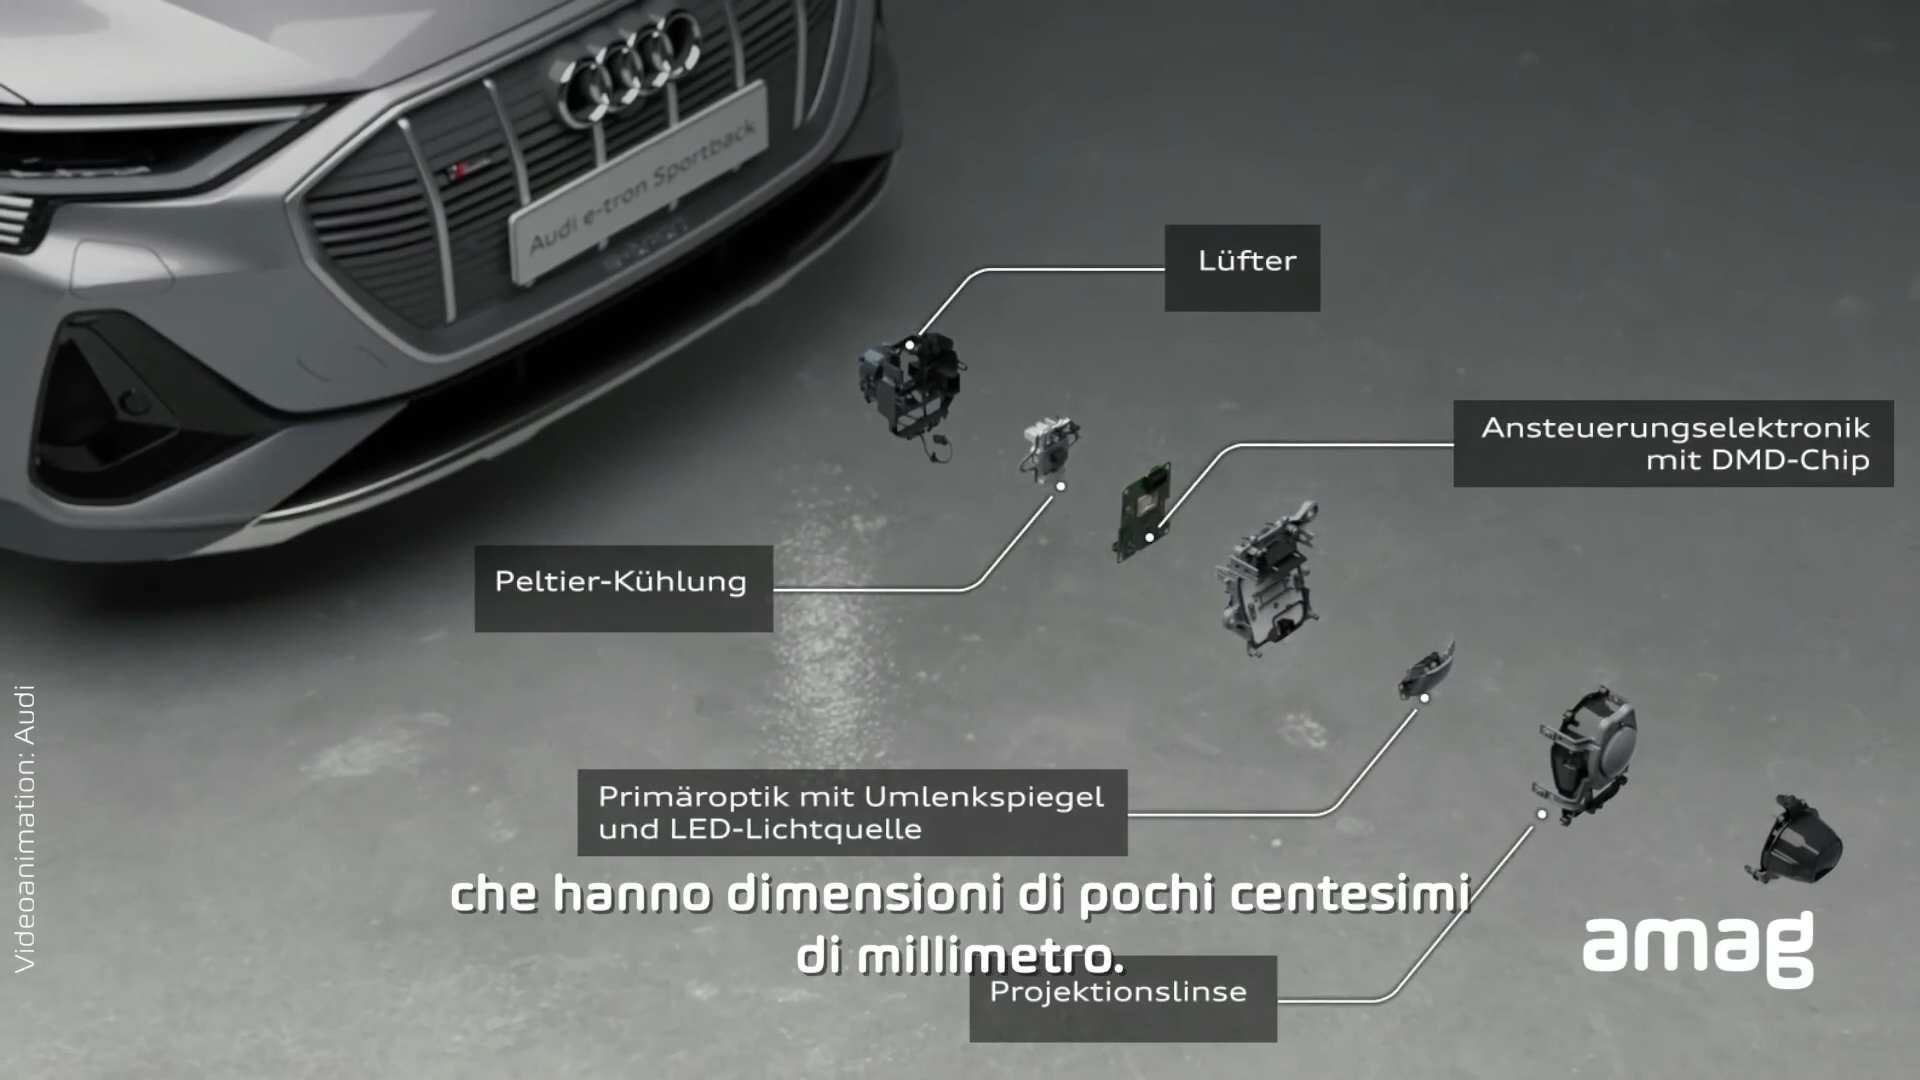 Audi e-tron Sportback
Lüfter
Ansteuerungselektronik
mit DMD-Chip
Peltier-Kühlung
Primäroptik mit Umlenkspiegel
und LED-Lichtquelle
che hanno dimensioni di pochi centesimi
di millimetro.
Projektionslinse
amag
Videoanimation: Audi